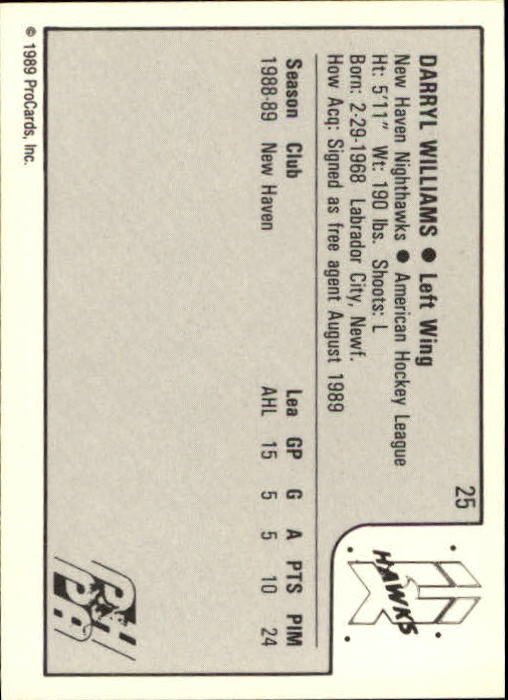 25
DARRYL WILLIAMS ● Left Wing
New Haven Nighthawks ● American Hockey League
Ht: 5'11" Wt: 190 lbs. Shoots: L
Born: 2-29-1968 Labrador City, Newf.
How Acq: Signed as free agent August 1989
Season Club Lea GP G A PTS PIM
1988-89 New Haven AHL 15 5 5 10 24
HAWKS
© 1989 ProCards, Inc.